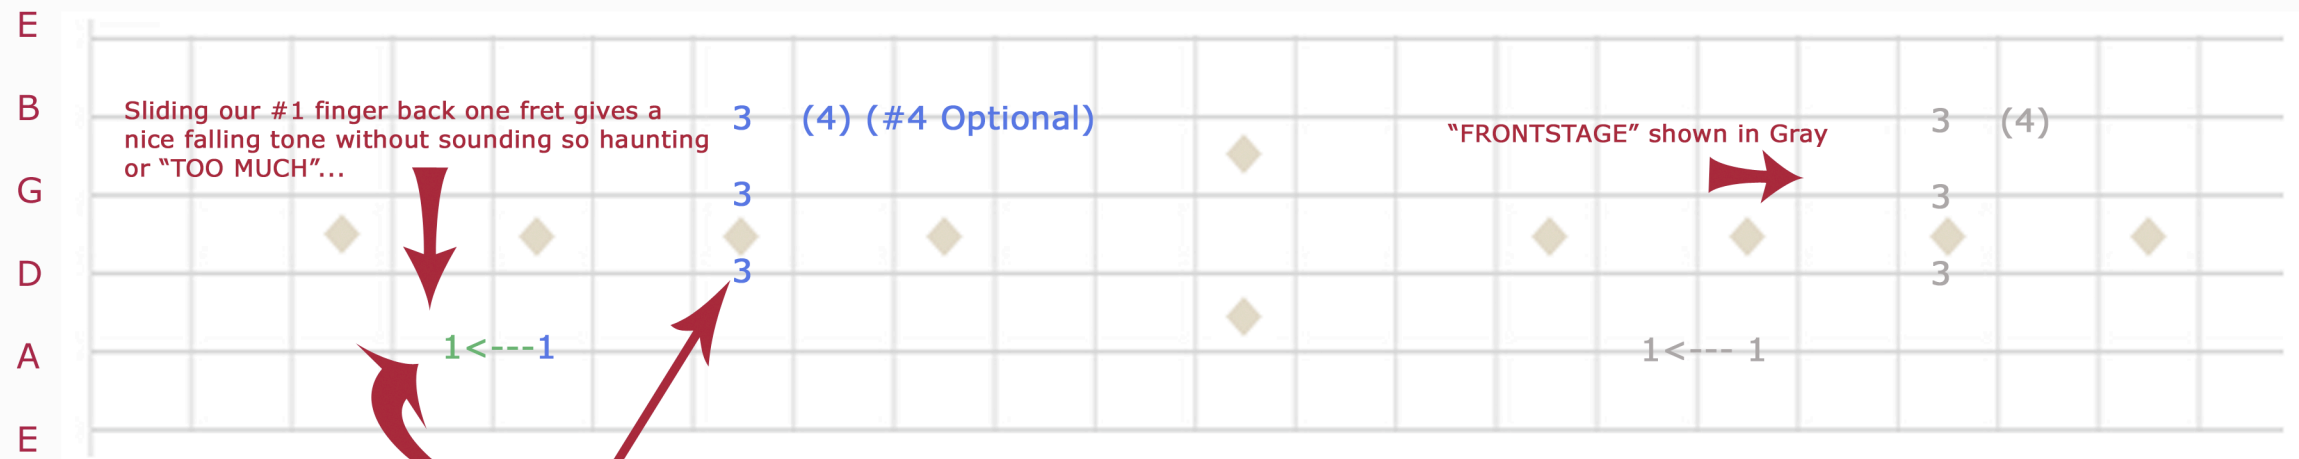 E
B
Sliding our #1 finger back one fret gives a
nice falling tone without sounding so haunting
or “TOO MUCH”...
3 (4) (#4 Optional)
“FRONTSTAGE” shown in Gray
3 (4)
G
3
3
D
3
3
A
1<---1
1<--- 1
E